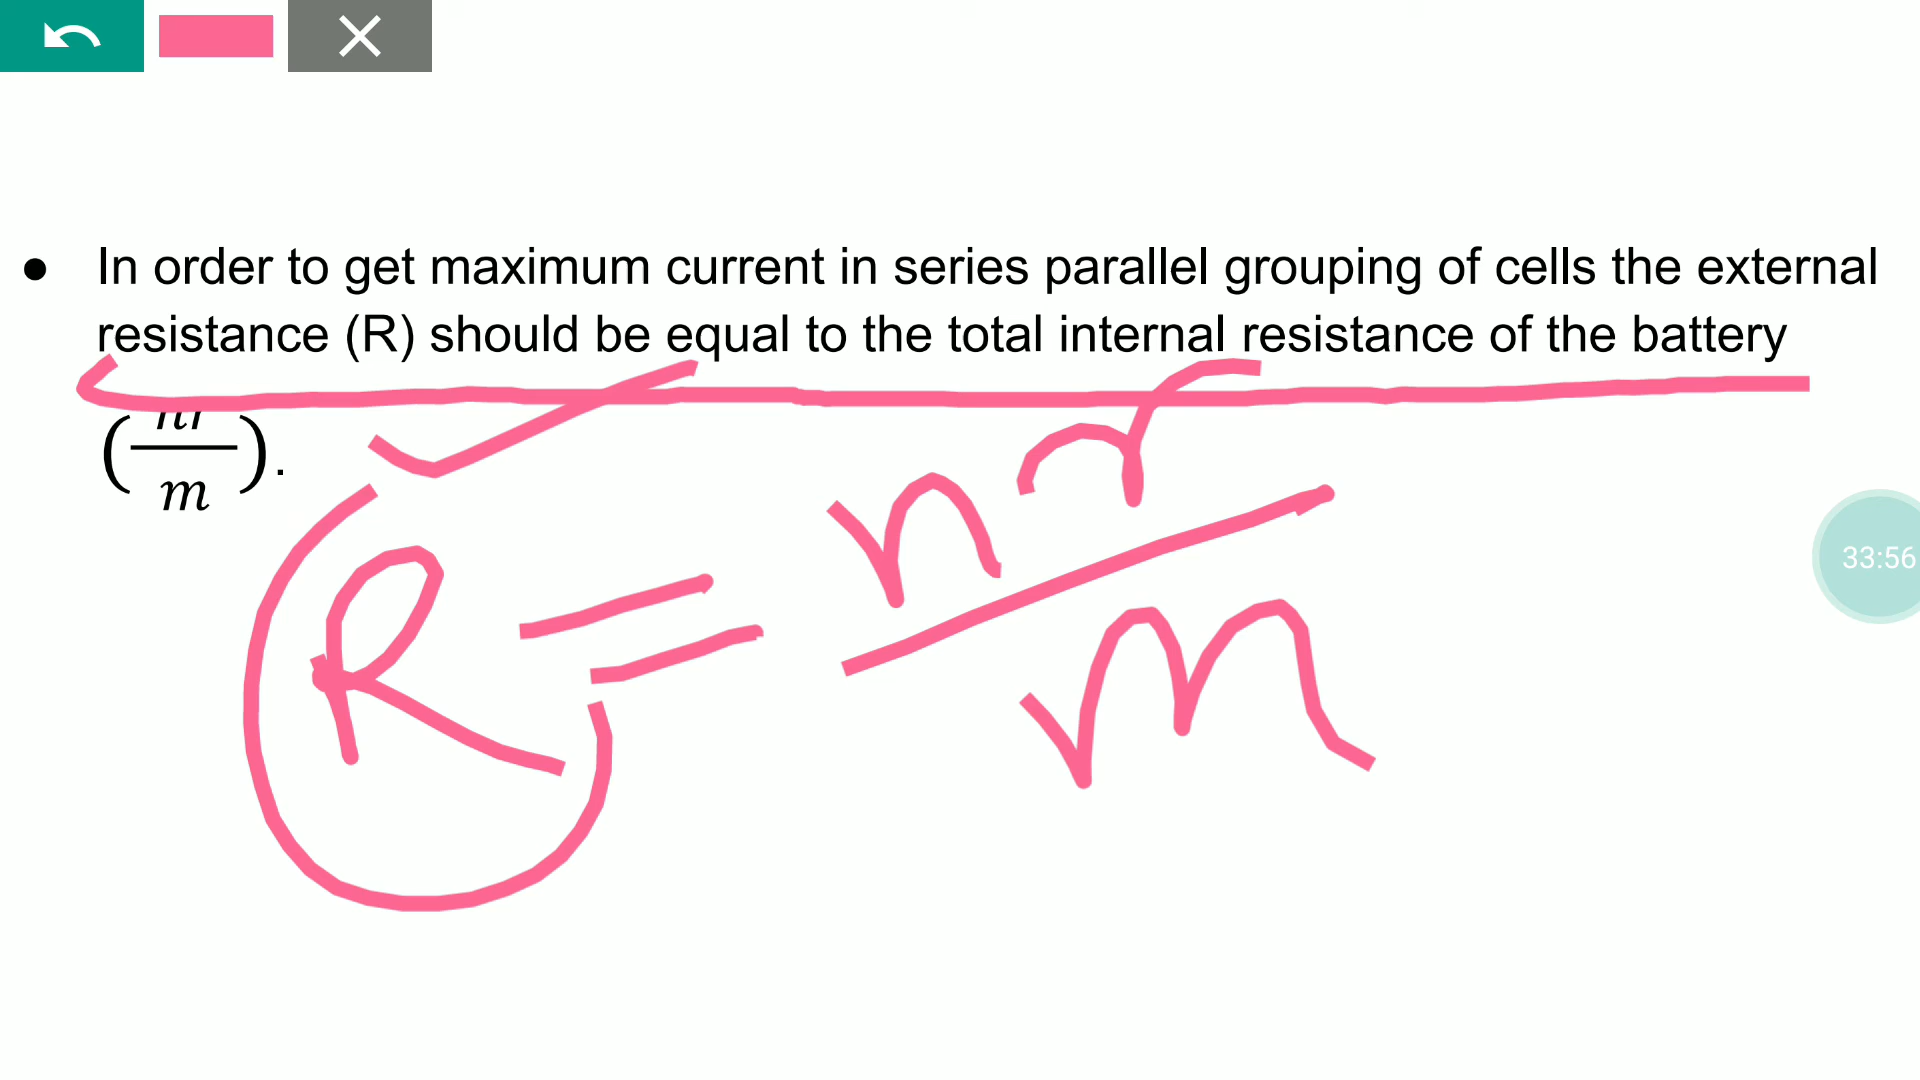 ● In order to get maximum current in series parallel grouping of cells the external
resistance (R) should be equal to the total internal resistance of the battery
(nr/m).
R = nr/m
33:56